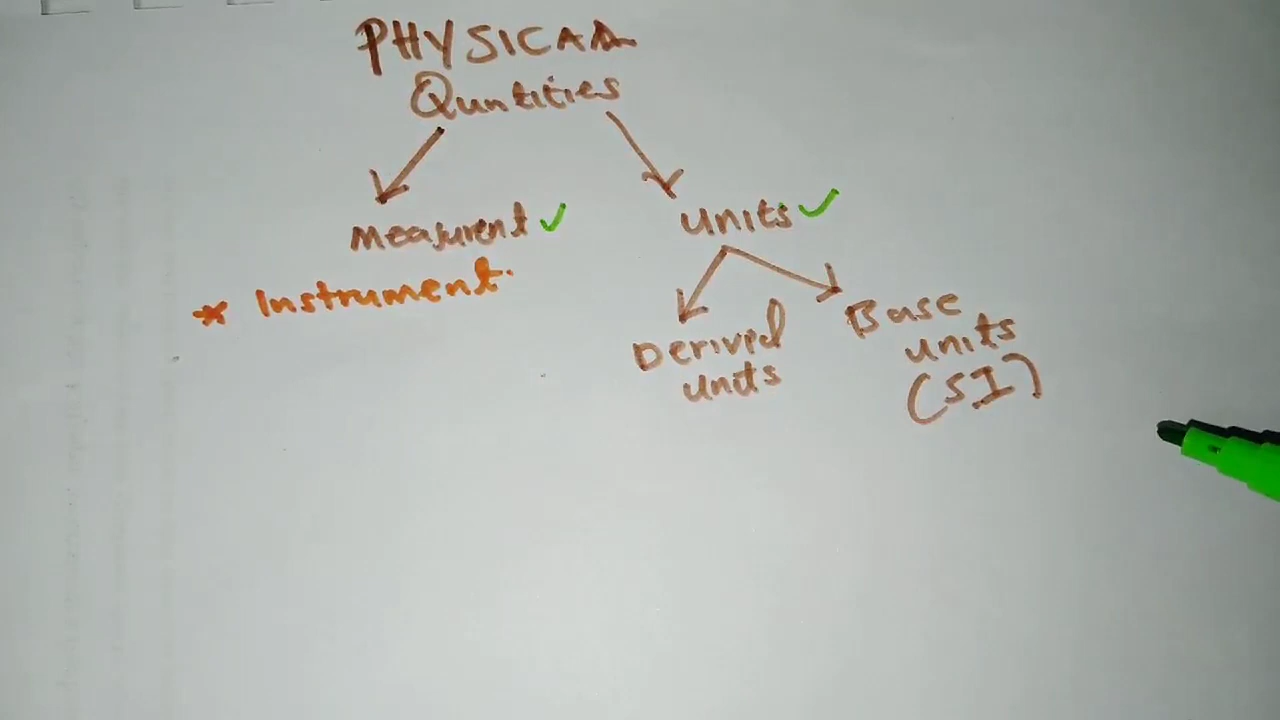 PHYSICAL
Quntities
Measurent ✓
units ✓
* Instrument.
Derived
units
Base
units
(SI)